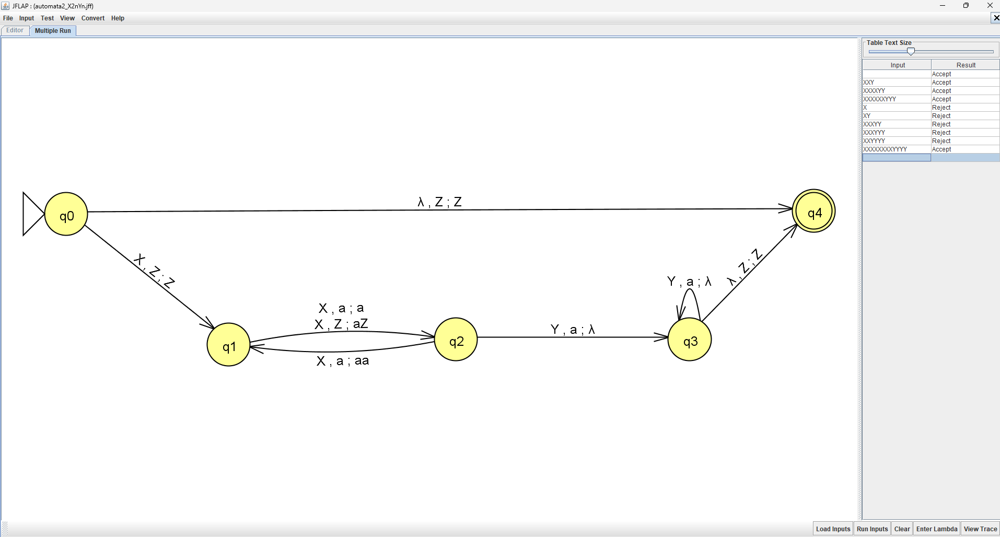 JFLAP : (automata2_X2nYn.jff)
File Input Test View Convert Help
Editor Multiple Run
Table Text Size
Input Result
Accept
XXY Accept
XXXXYY Accept
XXXXXXYYY Accept
X Reject
XY Reject
XXXYY Reject
XXXYYY Reject
XXYYYY Reject
XXXXXXXXYYYY Accept
λ , Z ; Z
q0
q4
X , Z ; Z
λ , Z ; Z
Y , a ; λ
X , a ; a
X , Z ; aZ
Y , a ; λ
q1
q2
q3
X , a ; aa
Load Inputs Run Inputs Clear Enter Lambda View Trace